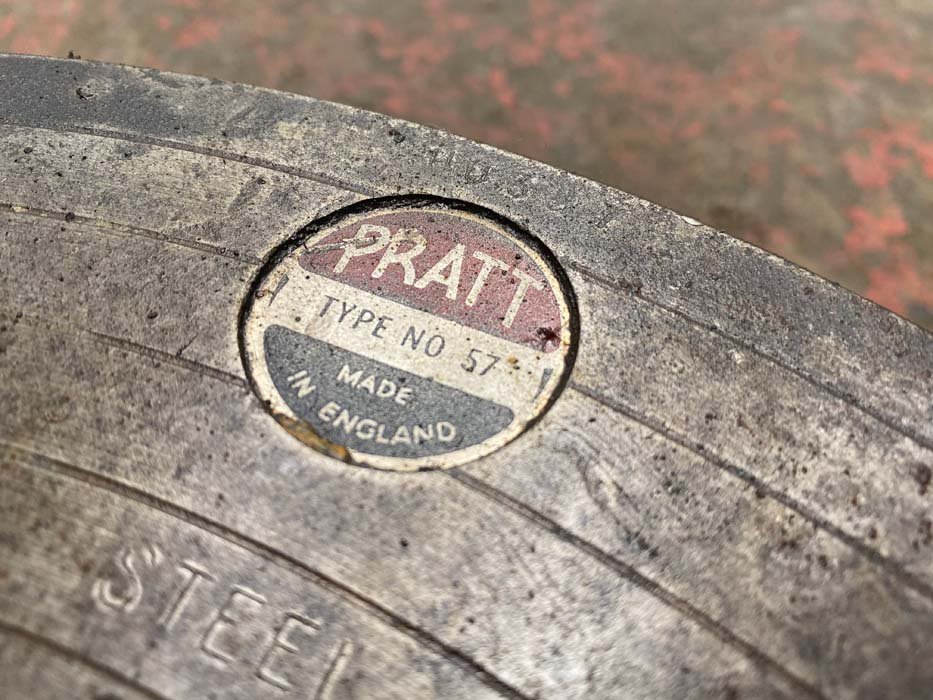 PRATT
TYPE NO 57
MADE
IN ENGLAND
STEEL